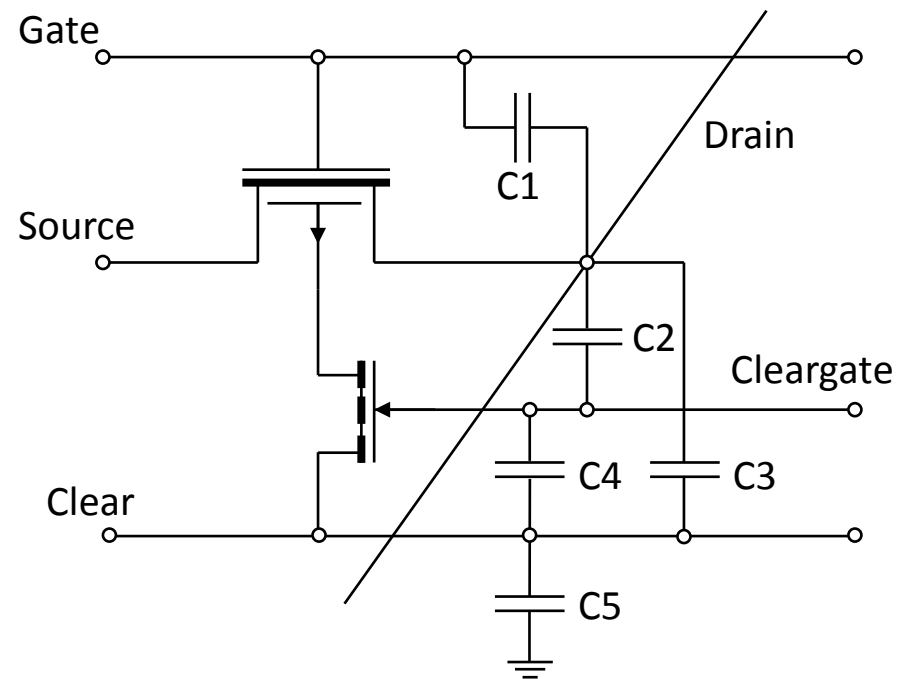 Gate
Drain
C1
Source
C2
Cleargate
C4
C3
Clear
C5